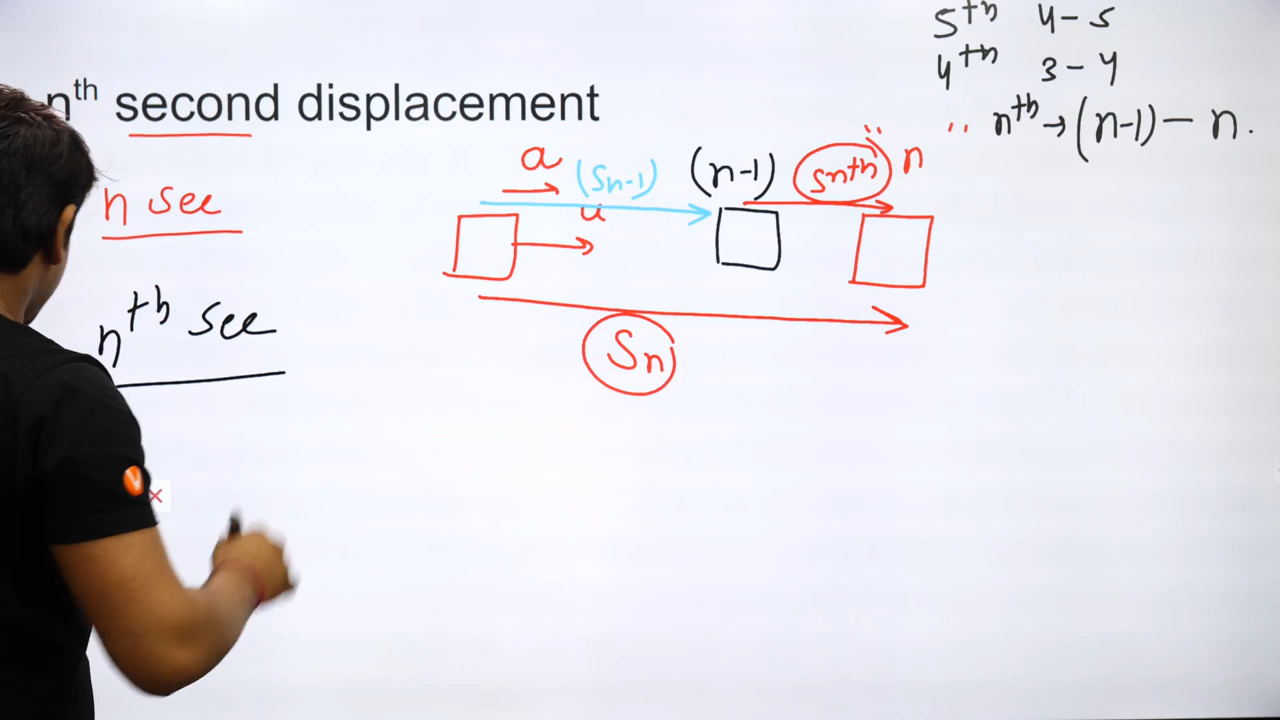 5th 4-5
4th 3-4
nth second displacement
" " nth → (n-1) - n.
a (Sn-1) (n-1) Snth n
n sec
u
nth sec
Sn
V
×